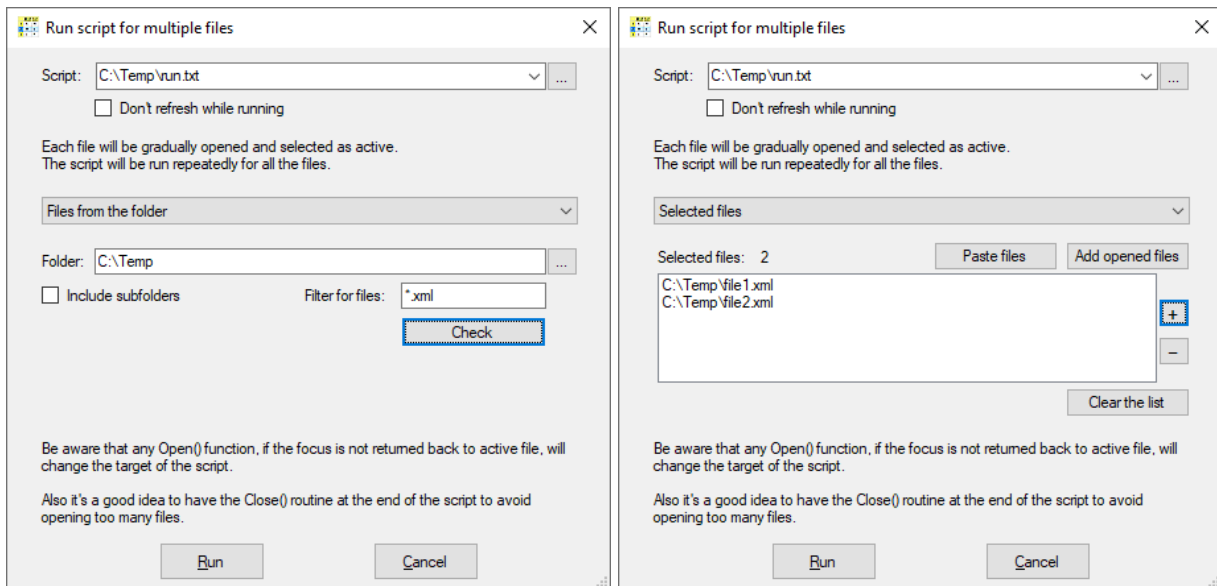 Run script for multiple files
Script: C:\Temp\run.txt ...
Don't refresh while running
Each file will be gradually opened and selected as active.
The script will be run repeatedly for all the files.
Files from the folder
Folder: C:\Temp ...
Include subfolders Filter for files: *.xml
Check
Be aware that any Open() function, if the focus is not returned back to active file, will
change the target of the script.
Also it's a good idea to have the Close() routine at the end of the script to avoid
opening too many files.
Run Cancel
Run script for multiple files
Script: C:\Temp\run.txt ...
Don't refresh while running
Each file will be gradually opened and selected as active.
The script will be run repeatedly for all the files.
Selected files
Selected files: 2 Paste files Add opened files
C:\Temp\file1.xml
C:\Temp\file2.xml
+
–
Clear the list
Be aware that any Open() function, if the focus is not returned back to active file, will
change the target of the script.
Also it's a good idea to have the Close() routine at the end of the script to avoid
opening too many files.
Run Cancel